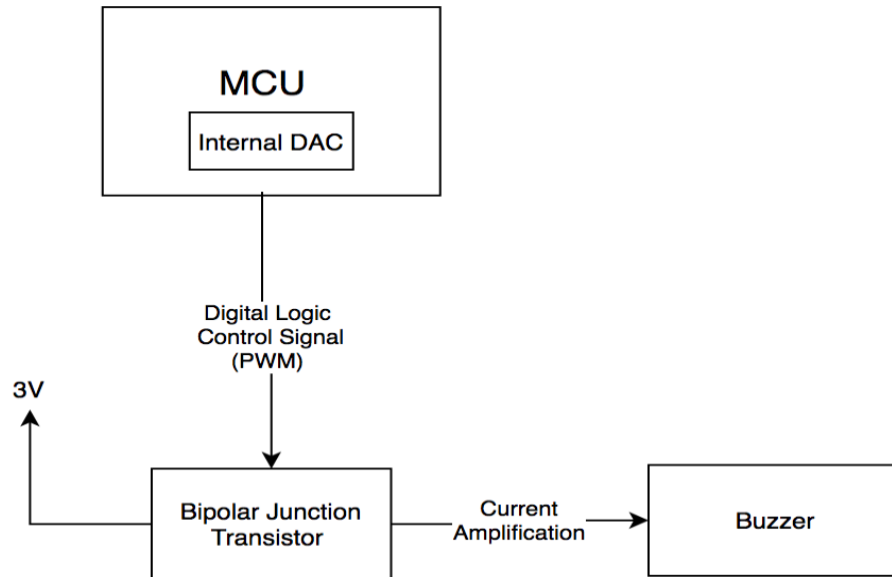 MCU
Internal DAC
Digital Logic
Control Signal
(PWM)
3V
Bipolar Junction
Transistor
Current
Amplification
Buzzer